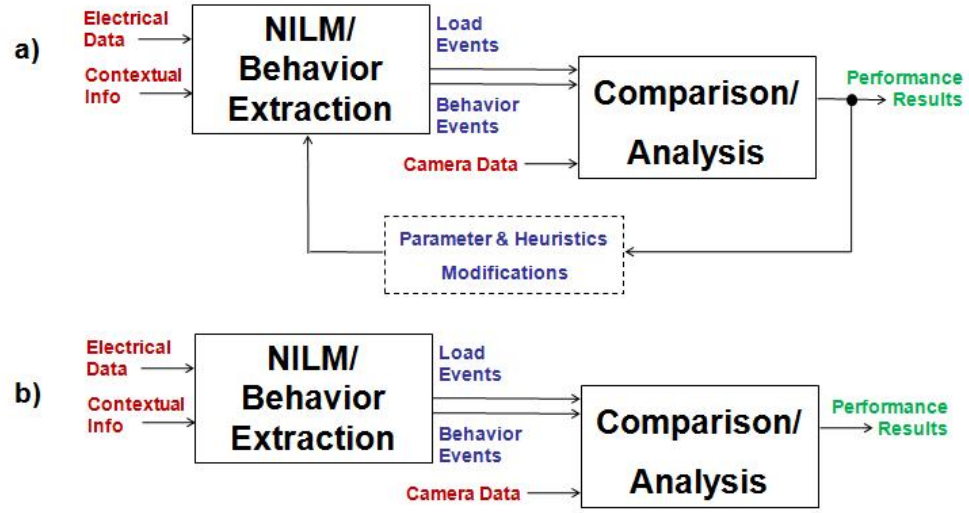 a)
Electrical
Data
Contextual
Info
NILM/
Behavior
Extraction
Load
Events
Behavior
Events
Camera Data
Comparison/
Analysis
Performance
Results
Parameter & Heuristics
Modifications
b)
Electrical
Data
Contextual
Info
NILM/
Behavior
Extraction
Load
Events
Behavior
Events
Camera Data
Comparison/
Analysis
Performance
Results